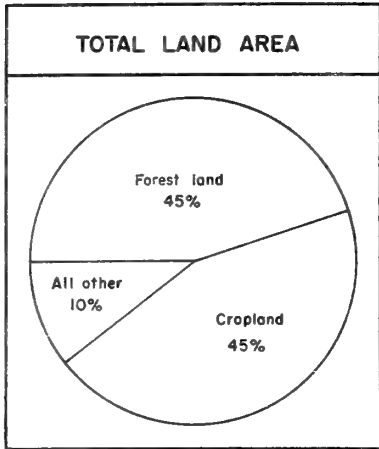 TOTAL LAND AREA
Forest land
45%
All other
10%
Cropland
45%